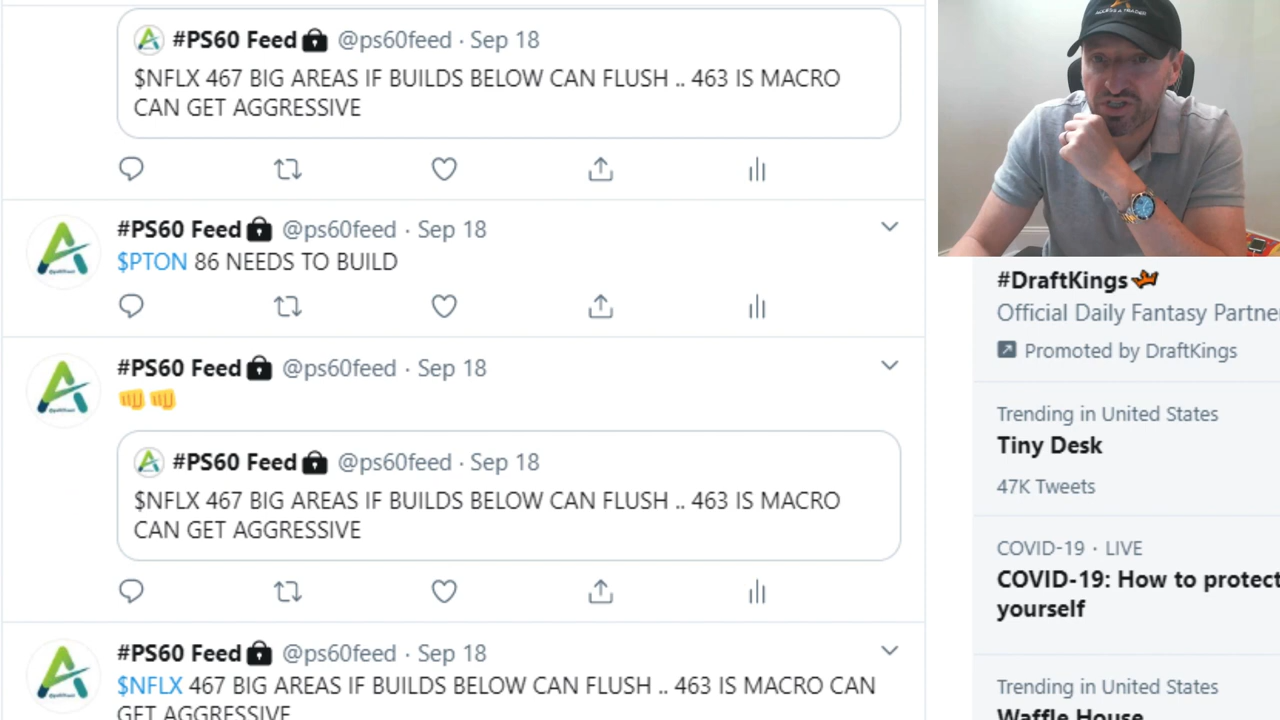 #PS60 Feed @ps60feed · Sep 18
$NFLX 467 BIG AREAS IF BUILDS BELOW CAN FLUSH .. 463 IS MACRO
CAN GET AGGRESSIVE
#PS60 Feed @ps60feed · Sep 18
$PTON 86 NEEDS TO BUILD
#PS60 Feed @ps60feed · Sep 18
#PS60 Feed @ps60feed · Sep 18
$NFLX 467 BIG AREAS IF BUILDS BELOW CAN FLUSH .. 463 IS MACRO
CAN GET AGGRESSIVE
#PS60 Feed @ps60feed · Sep 18
$NFLX 467 BIG AREAS IF BUILDS BELOW CAN FLUSH .. 463 IS MACRO CAN
GET AGGRESSIVE
#DraftKings
Official Daily Fantasy Partne
Promoted by DraftKings
Trending in United States
Tiny Desk
47K Tweets
COVID-19 · LIVE
COVID-19: How to protect
yourself
Trending in United States
Waffle House